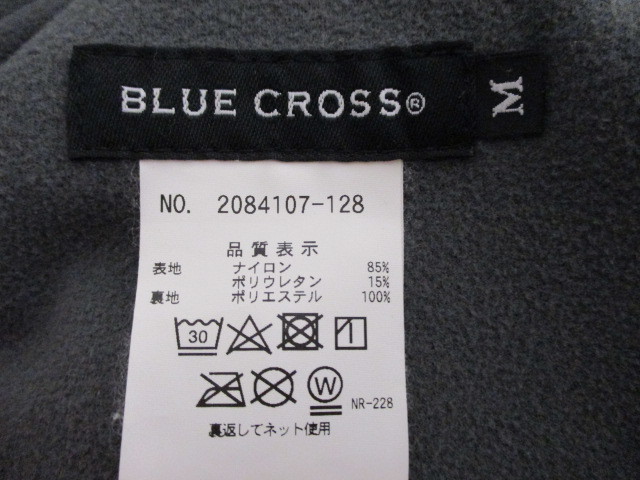 BLUE CROSS®
M
NO. 2084107-128
品質表示
表地 ナイロン 85%
ポリウレタン 15%
裏地 ポリエステル 100%
30
W
NR-228
裏返してネット使用